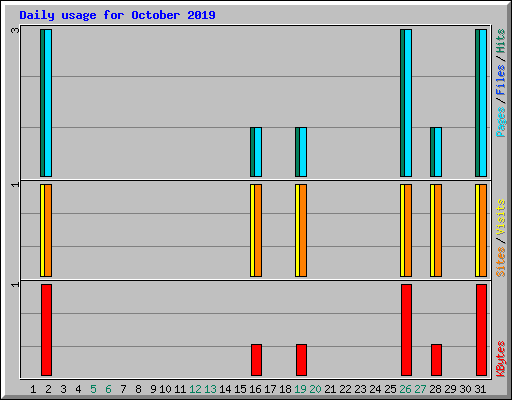 Daily usage for October 2019
3
Pages / Files / Hits
1
Sites / Visits
1
KBytes
1 2 3 4 5 6 7 8 9 10 11 12 13 14 15 16 17 18 19 20 21 22 23 24 25 26 27 28 29 30 31